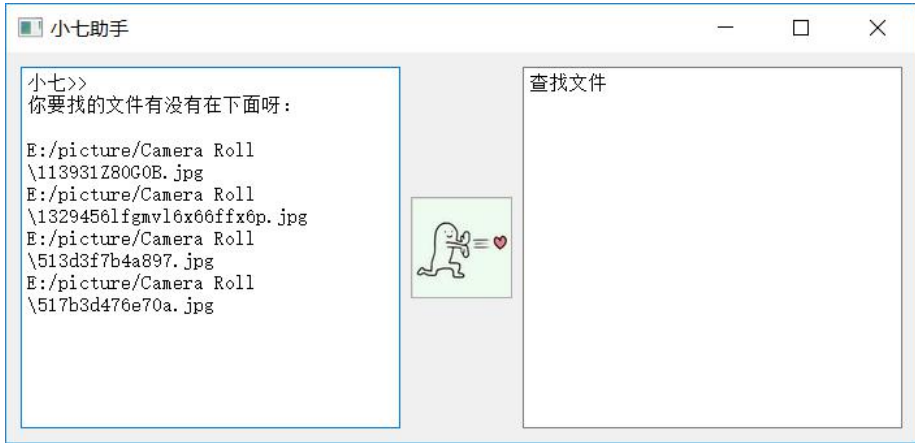 小七助手
小七>>
你要找的文件有没有在下面呀：
E:/picture/Camera Roll
\113931Z80G0B.jpg
E:/picture/Camera Roll
\1329456lfgmvl6x66ffx6p.jpg
E:/picture/Camera Roll
\513d3f7b4a897.jpg
E:/picture/Camera Roll
\517b3d476e70a.jpg
查找文件